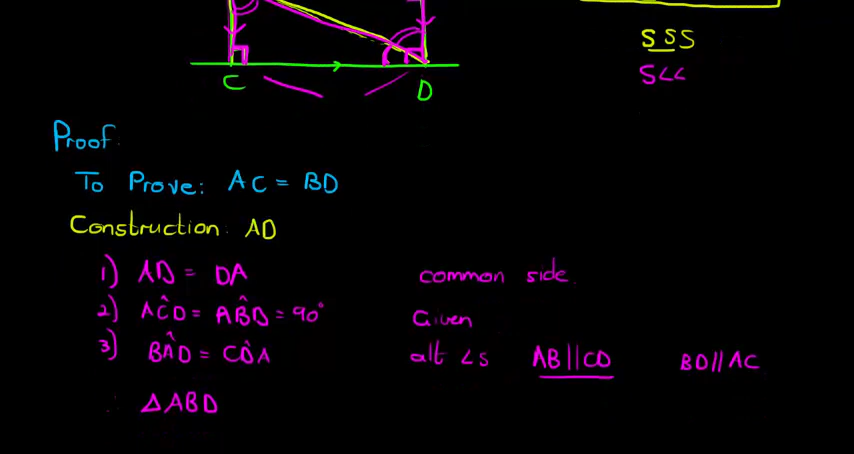 SSS
S<<
C D
Proof:
To Prove: AC = BD
Construction: AD
1) AD = DA common side.
2) AĈD = AB̂D = 90° Given
3) BÂD = CD̂A alt ∠s AB||CD BD//AC
∴ ΔABD